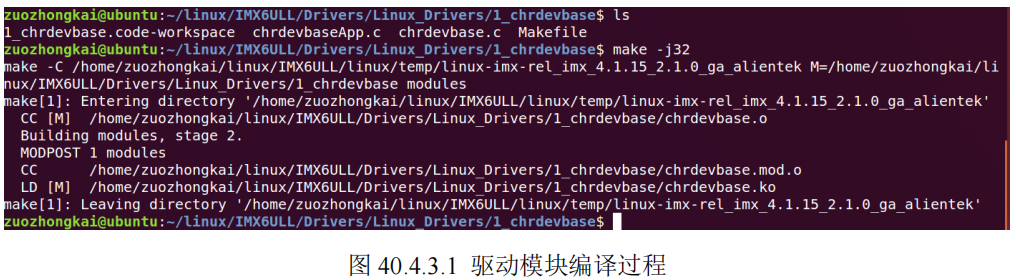 zuozhongkai@ubuntu:~/linux/IMX6ULL/Drivers/Linux_Drivers/1_chrdevbase$ ls
1_chrdevbase.code-workspace  chrdevbaseApp.c  chrdevbase.c  Makefile
zuozhongkai@ubuntu:~/linux/IMX6ULL/Drivers/Linux_Drivers/1_chrdevbase$ make -j32
make -C /home/zuozhongkai/linux/IMX6ULL/linux/temp/linux-imx-rel_imx_4.1.15_2.1.0_ga_alientek M=/home/zuozhongkai/li
nux/IMX6ULL/Drivers/Linux_Drivers/1_chrdevbase modules
make[1]: Entering directory '/home/zuozhongkai/linux/IMX6ULL/linux/temp/linux-imx-rel_imx_4.1.15_2.1.0_ga_alientek'
  CC [M]  /home/zuozhongkai/linux/IMX6ULL/Drivers/Linux_Drivers/1_chrdevbase/chrdevbase.o
  Building modules, stage 2.
  MODPOST 1 modules
  CC      /home/zuozhongkai/linux/IMX6ULL/Drivers/Linux_Drivers/1_chrdevbase/chrdevbase.mod.o
  LD [M]  /home/zuozhongkai/linux/IMX6ULL/Drivers/Linux_Drivers/1_chrdevbase/chrdevbase.ko
make[1]: Leaving directory '/home/zuozhongkai/linux/IMX6ULL/linux/temp/linux-imx-rel_imx_4.1.15_2.1.0_ga_alientek'
zuozhongkai@ubuntu:~/linux/IMX6ULL/Drivers/Linux_Drivers/1_chrdevbase$
图 40.4.3.1 驱动模块编译过程